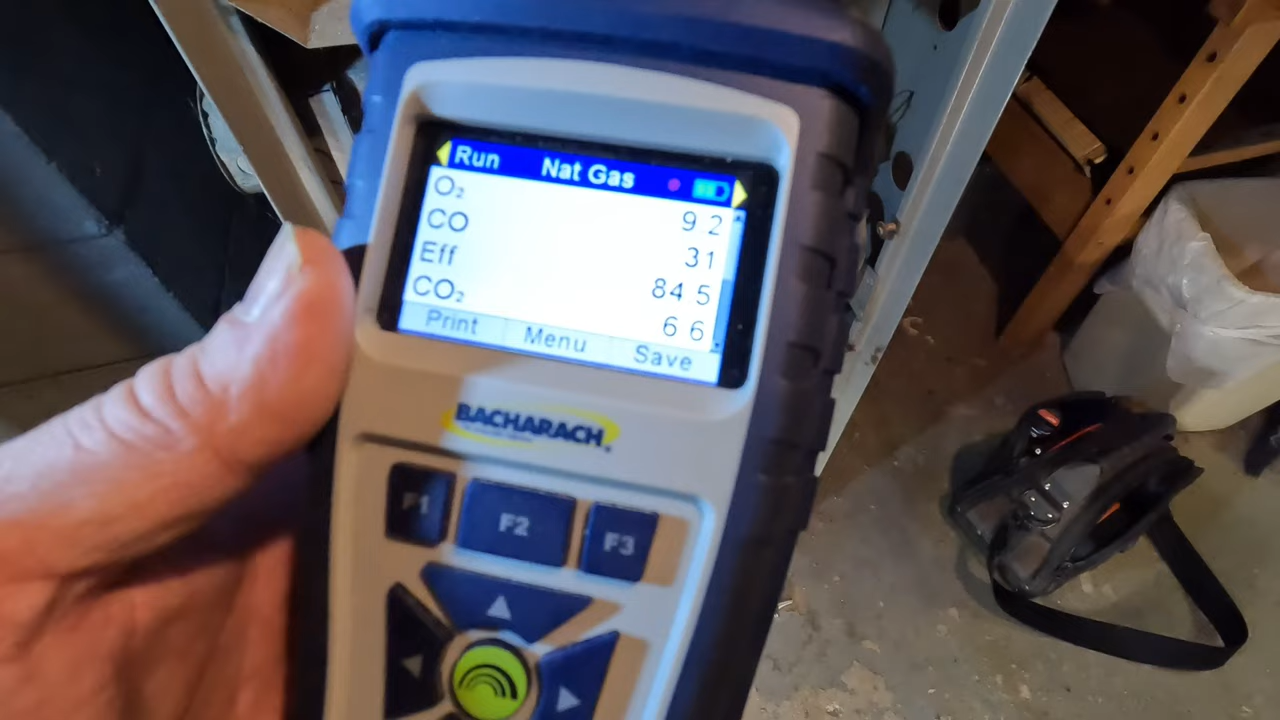 Run Nat Gas
O₂ 9.2
CO 31
Eff 84.5
CO₂ 6.6
Print Menu Save
BACHARACH
F1 F2 F3